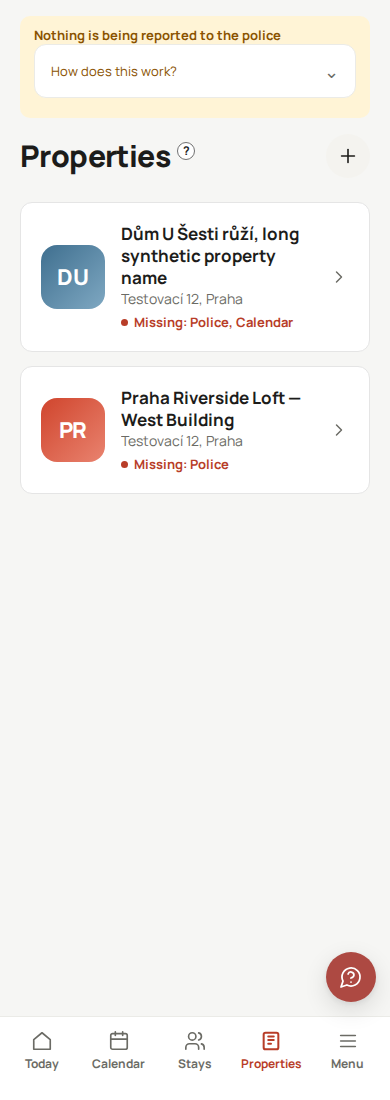 Nothing is being reported to the police
How does this work?
Properties ?
DU
Dům U Šesti růží, long
synthetic property
name
Testovací 12, Praha
Missing: Police, Calendar
PR
Praha Riverside Loft —
West Building
Testovací 12, Praha
Missing: Police
Today Calendar Stays Properties Menu